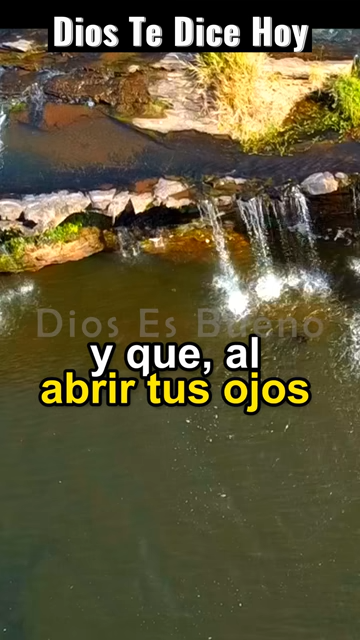 Dios Te Dice Hoy
Dios Es Bueno
y que, al
abrir tus ojos